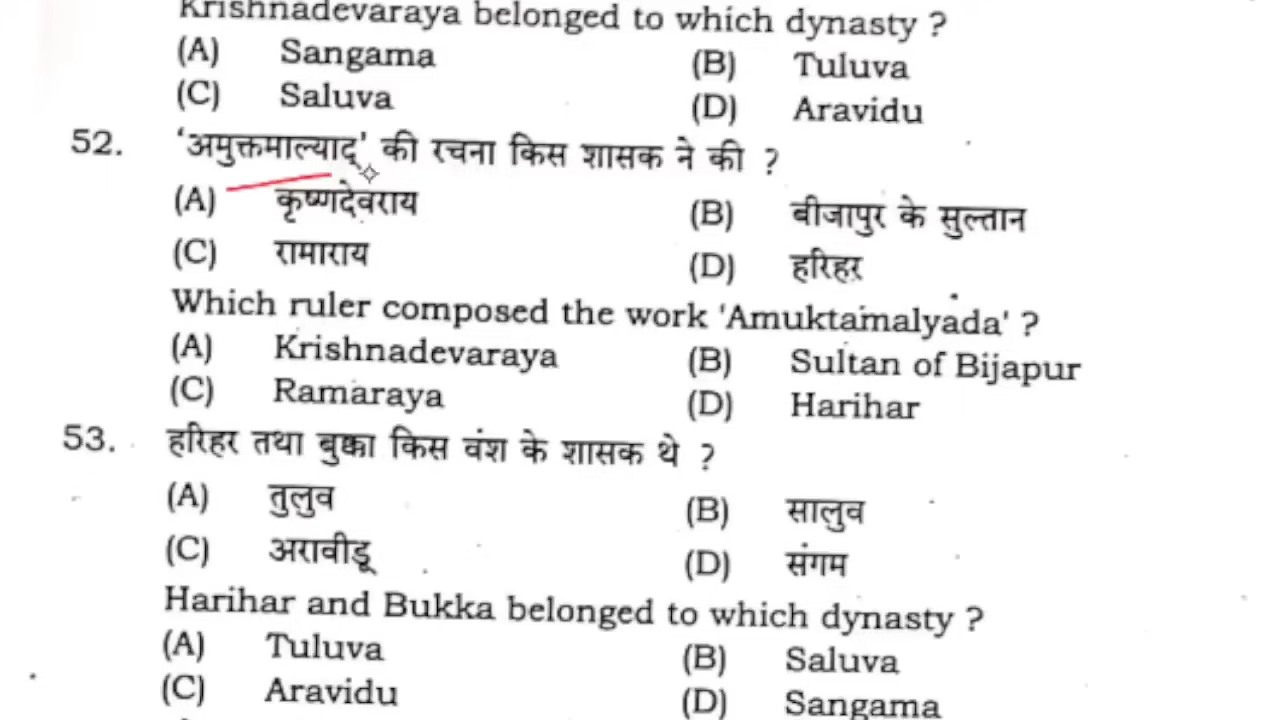 Krishnadevaraya belonged to which dynasty ?
(A) Sangama (B) Tuluva
(C) Saluva (D) Aravidu
52. 'अमुक्तमाल्याद्' की रचना किस शासक ने की ?
(A) कृष्णदेवराय (B) बीजापुर के सुल्तान
(C) रामाराय (D) हरिहर
Which ruler composed the work 'Amuktamalyada' ?
(A) Krishnadevaraya (B) Sultan of Bijapur
(C) Ramaraya (D) Harihar
53. हरिहर तथा बुक्का किस वंश के शासक थे ?
(A) तुलुव (B) सालुव
(C) अरावीडू (D) संगम
Harihar and Bukka belonged to which dynasty ?
(A) Tuluva (B) Saluva
(C) Aravidu (D) Sangama